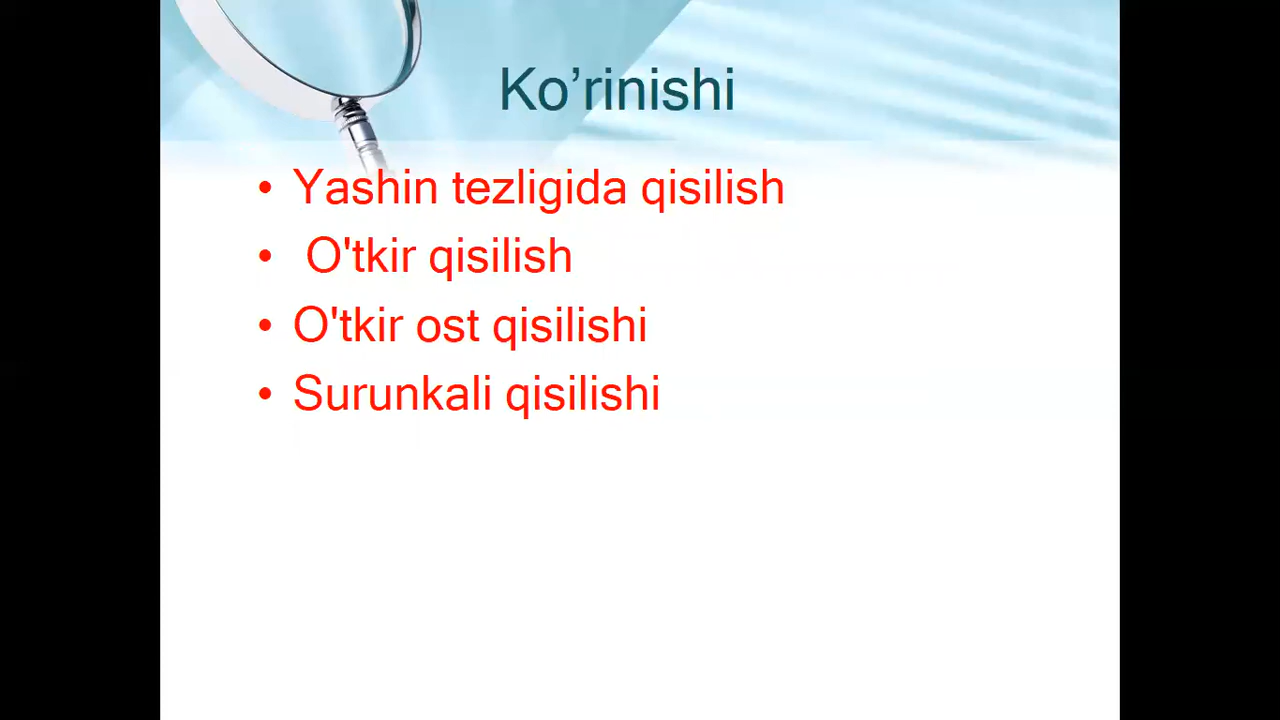 Ko’rinishi
• Yashin tezligida qisilish
• O'tkir qisilish
• O'tkir ost qisilishi
• Surunkali qisilishi